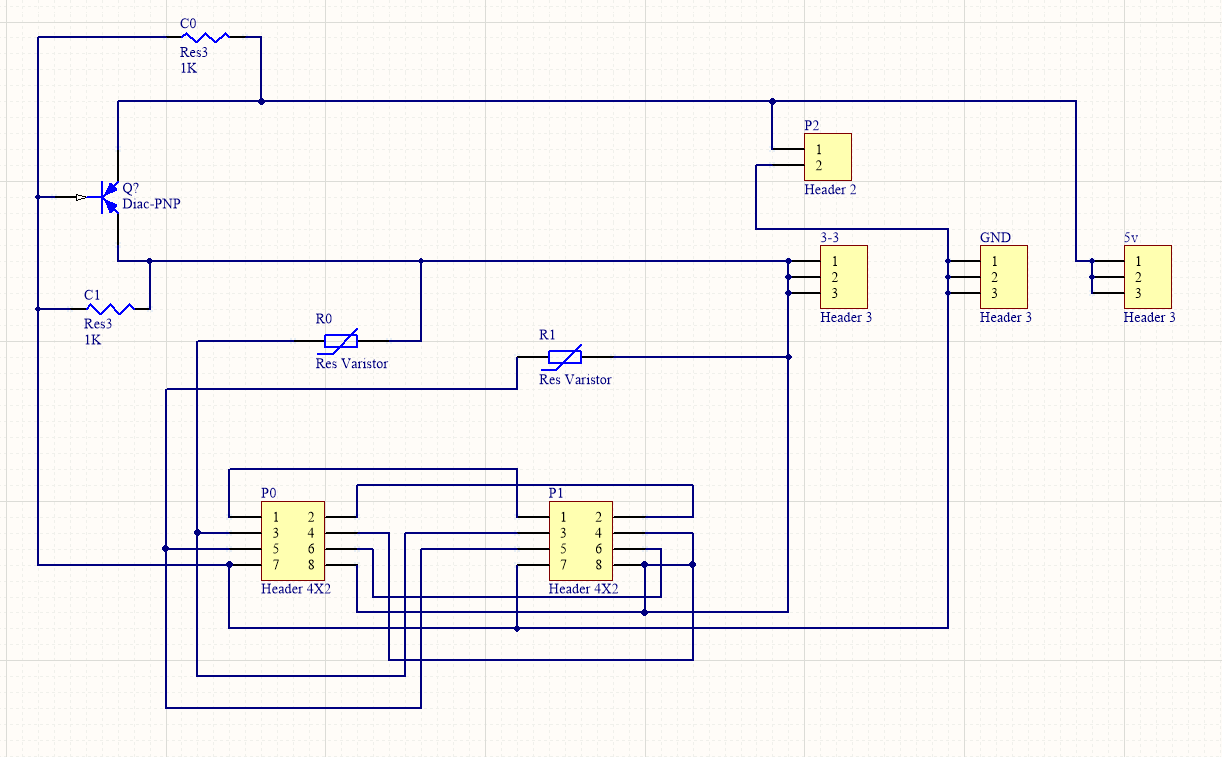 C0
Res3
1K
P2
1
2
Header 2
Q?
Diac-PNP
3-3
1
2
3
Header 3
GND
1
2
3
Header 3
5v
1
2
3
Header 3
C1
Res3
1K
R0
Res Varistor
R1
Res Varistor
P0
1 2
3 4
5 6
7 8
Header 4X2
P1
1 2
3 4
5 6
7 8
Header 4X2